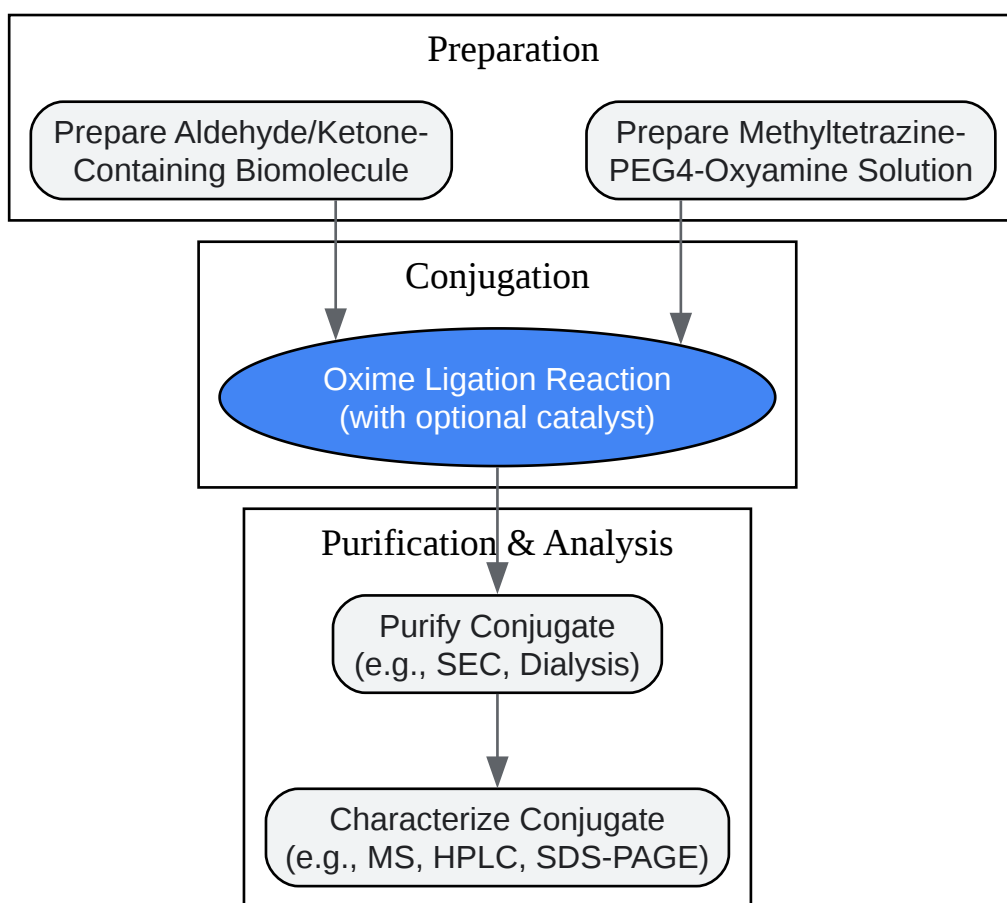 Preparation
Prepare Aldehyde/Ketone-
Containing Biomolecule
Prepare Methyltetrazine-
PEG4-Oxyamine Solution
Conjugation
Oxime Ligation Reaction
(with optional catalyst)
Purification & Analysis
Purify Conjugate
(e.g., SEC, Dialysis)
Characterize Conjugate
(e.g., MS, HPLC, SDS-PAGE)